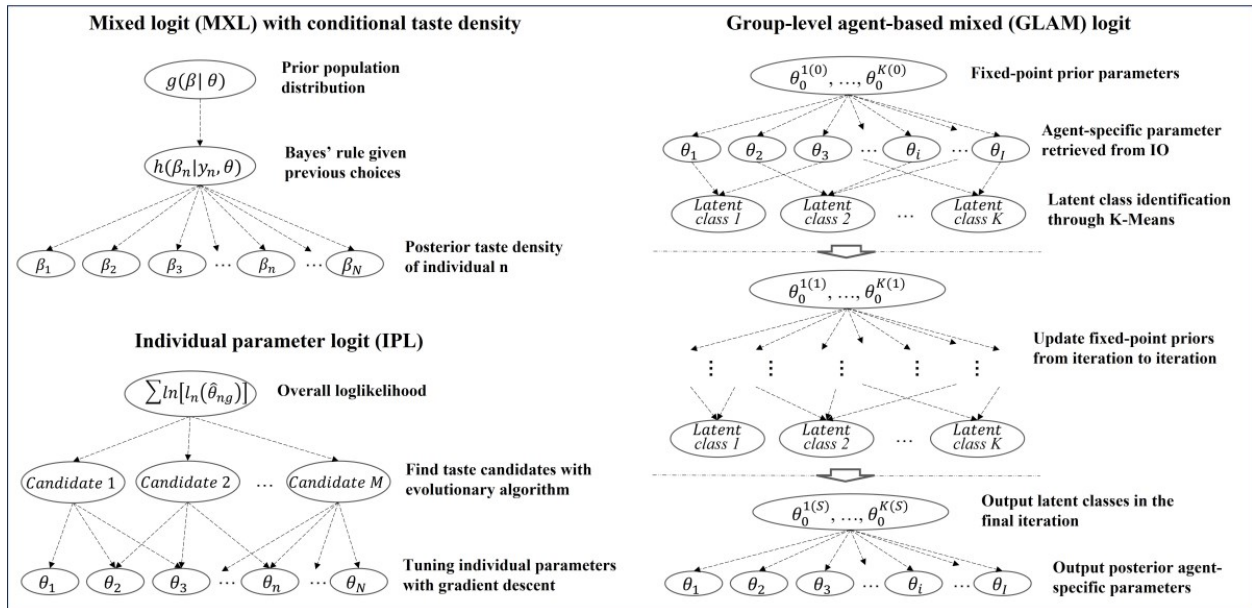 Mixed logit (MXL) with conditional taste density
g(β| θ)
Prior population
distribution
h(βₙ|yₙ, θ)
Bayes' rule given
previous choices
β₁ β₂ β₃ ⋯ βₙ ⋯ β_N
Posterior taste density
of individual n
Individual parameter logit (IPL)
∑ln[lₙ(θ̂_ng)]
Overall loglikelihood
Candidate 1 Candidate 2 … Candidate M
Find taste candidates with
evolutionary algorithm
θ₁ θ₂ θ₃ ⋯ θₙ ⋯ θ_N
Tuning individual parameters
with gradient descent
Group-level agent-based mixed (GLAM) logit
θ₀^1(0), …, θ₀^K(0)
Fixed-point prior parameters
θ₁ θ₂ θ₃ ⋯ θᵢ ⋯ θ_I
Agent-specific parameter
retrieved from IO
Latent
class 1
Latent
class 2
…
Latent
class K
Latent class identification
through K-Means
θ₀^1(1), …, θ₀^K(1)
Update fixed-point priors
from iteration to iteration
⋮ ⋮ ⋮ ⋮ ⋮
Latent
class 1
Latent
class 2
…
Latent
class K
θ₀^1(S), …, θ₀^K(S)
Output latent classes in the
final iteration
θ₁ θ₂ θ₃ ⋯ θᵢ ⋯ θ_I
Output posterior agent-
specific parameters